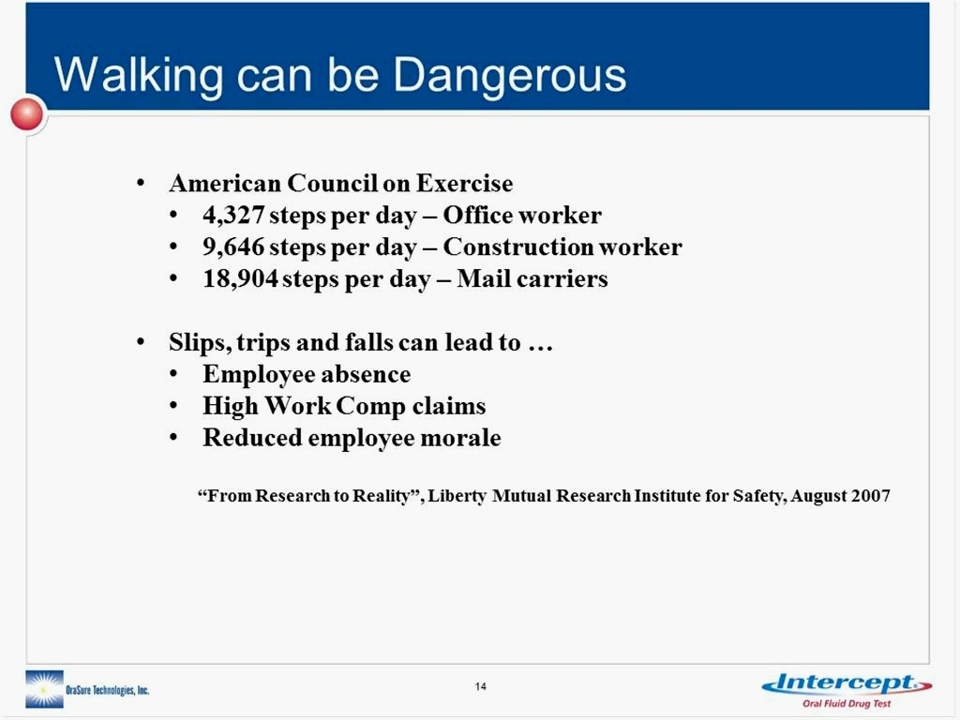 Walking can be Dangerous
• American Council on Exercise
• 4,327 steps per day – Office worker
• 9,646 steps per day – Construction worker
• 18,904 steps per day – Mail carriers
• Slips, trips and falls can lead to …
• Employee absence
• High Work Comp claims
• Reduced employee morale
“From Research to Reality”, Liberty Mutual Research Institute for Safety, August 2007
OraSure Technologies, Inc.
14
Intercept
Oral Fluid Drug Test